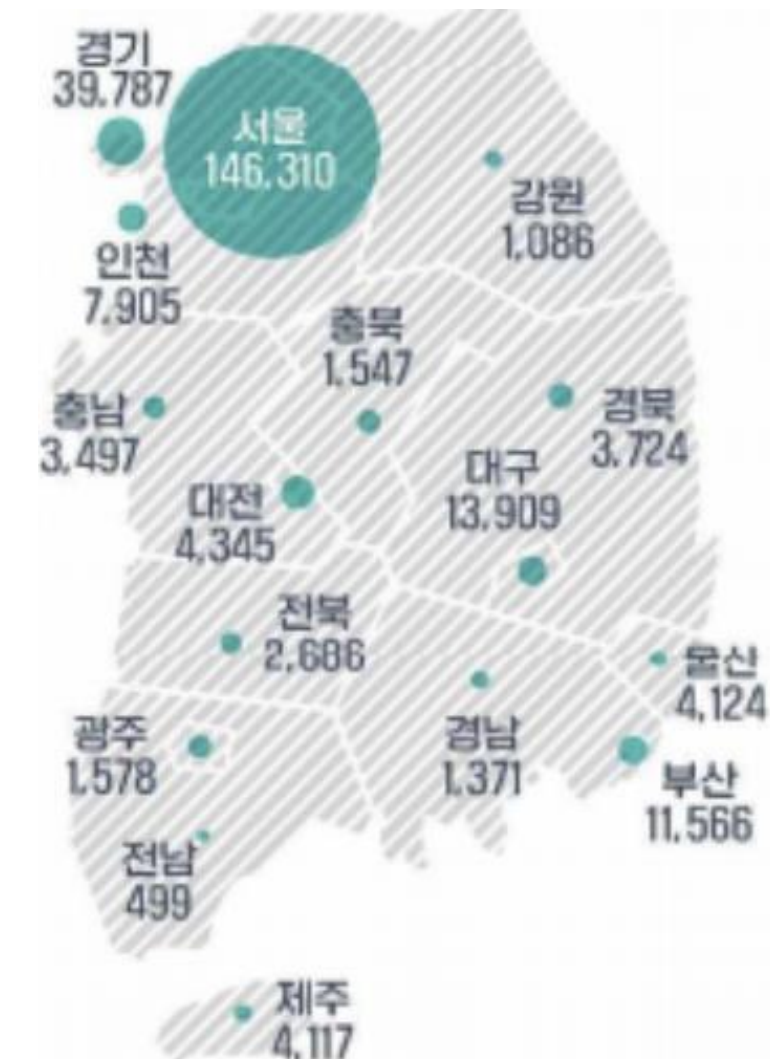 경기
39.787
서울
146.310
강원
1.086
인천
7.905
충북
1.547
충남
3.497
경북
3.724
대구
13.909
대전
4.345
전북
2.686
울산
4.124
광주
1.578
경남
1.371
부산
11.566
전남
499
제주
4.117